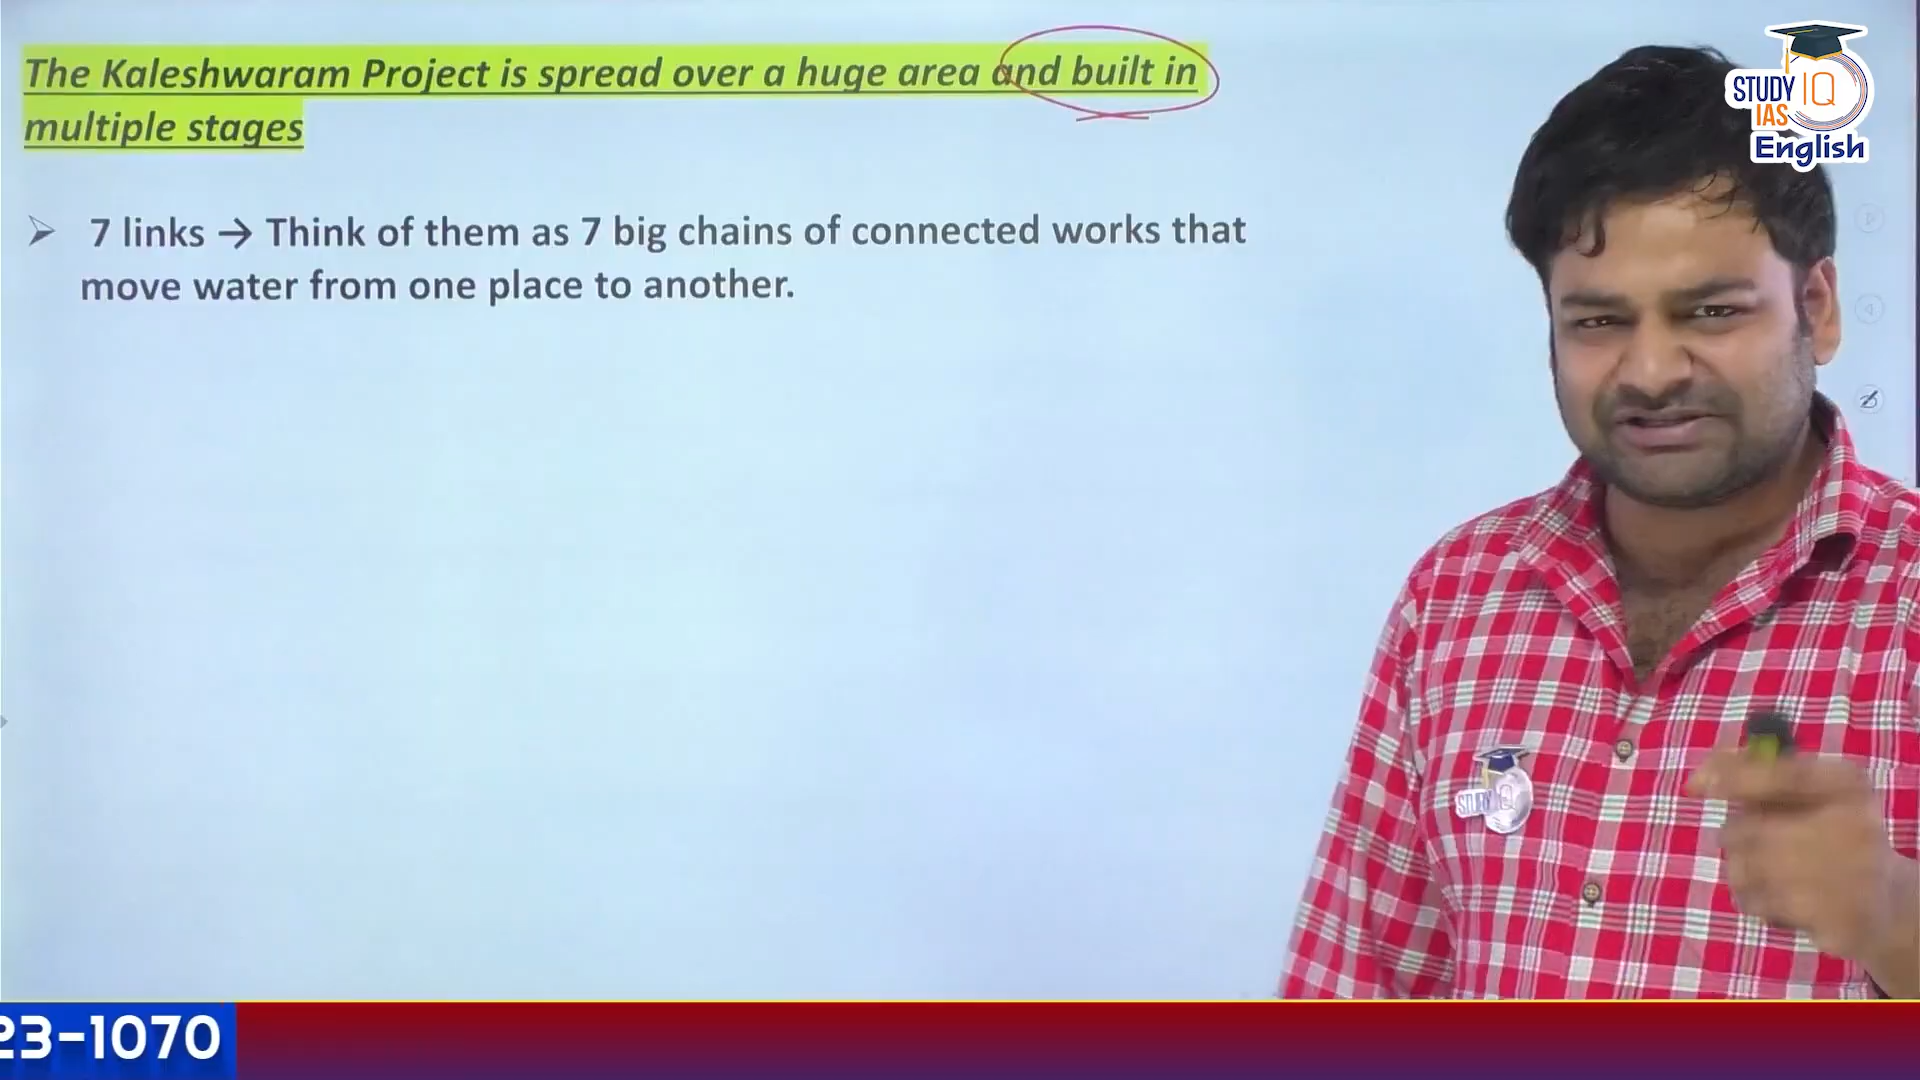 The Kaleshwaram Project is spread over a huge area and built in
multiple stages
STUDY IQ
IAS
English
➢ 7 links → Think of them as 7 big chains of connected works that
move water from one place to another.
STUDY IQ
23-1070